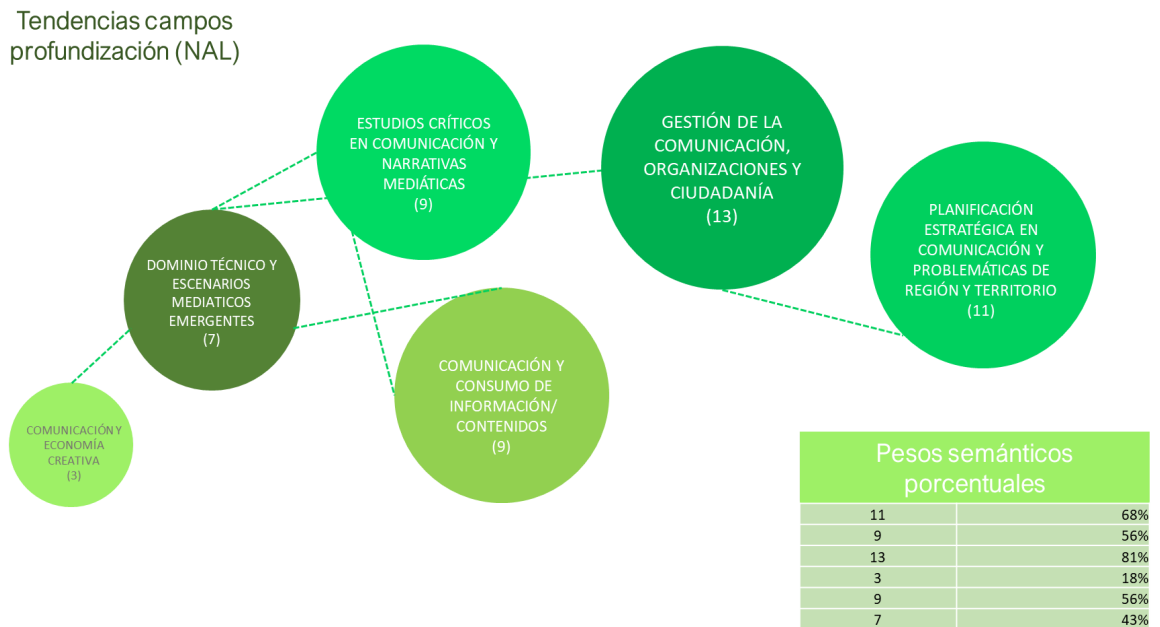 Tendencias campos
profundización (NAL)
ESTUDIOS CRÍTICOS
EN COMUNICACIÓN Y
NARRATIVAS
MEDIÁTICAS
(9)
GESTIÓN DE LA
COMUNICACIÓN,
ORGANIZACIONES Y
CIUDADANÍA
(13)
PLANIFICACIÓN
ESTRATÉGICA EN
COMUNICACIÓN Y
PROBLEMÁTICAS DE
REGIÓN Y TERRITORIO
(11)
DOMINIO TÉCNICO Y
ESCENARIOS
MEDIATICOS
EMERGENTES
(7)
COMUNICACIÓN Y
CONSUMO DE
INFORMACIÓN/
CONTENIDOS
(9)
COMUNICACIÓN Y
ECONOMÍA
CREATIVA
(3)
Pesos semánticos
porcentuales
11 68%
9 56%
13 81%
3 18%
9 56%
7 43%